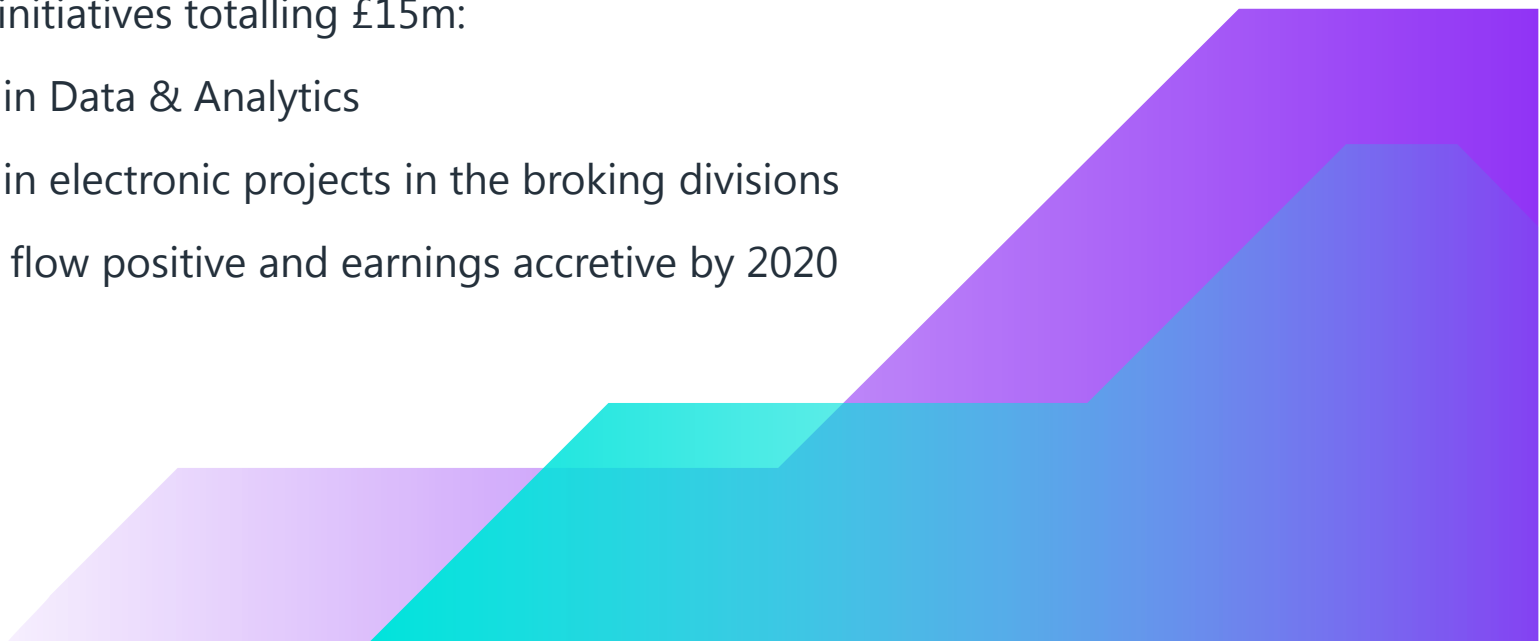 initiatives totalling £15m:
in Data & Analytics
in electronic projects in the broking divisions
flow positive and earnings accretive by 2020